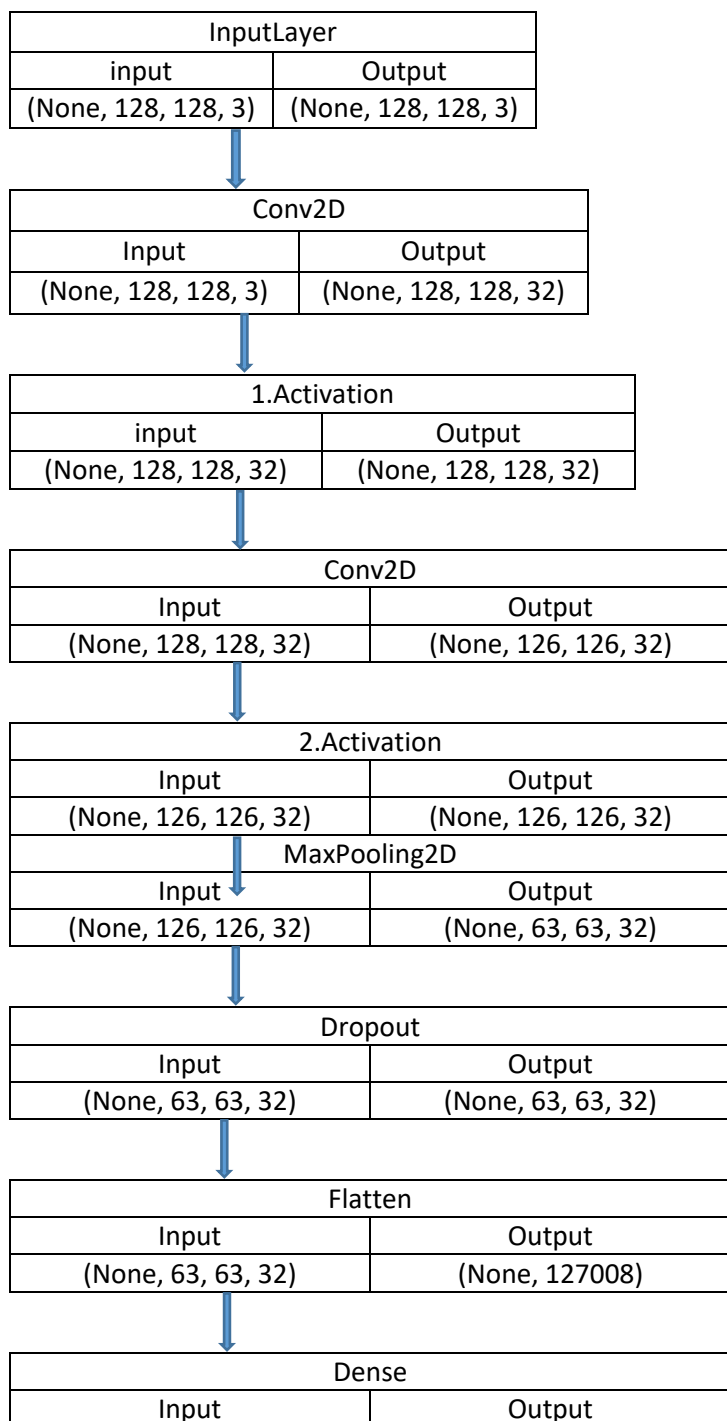 InputLayer
input Output
(None, 128, 128, 3) (None, 128, 128, 3)
Conv2D
Input Output
(None, 128, 128, 3) (None, 128, 128, 32)
1.Activation
input Output
(None, 128, 128, 32) (None, 128, 128, 32)
Conv2D
Input Output
(None, 128, 128, 32) (None, 126, 126, 32)
2.Activation
Input Output
(None, 126, 126, 32) (None, 126, 126, 32)
MaxPooling2D
Input Output
(None, 126, 126, 32) (None, 63, 63, 32)
Dropout
Input Output
(None, 63, 63, 32) (None, 63, 63, 32)
Flatten
Input Output
(None, 63, 63, 32) (None, 127008)
Dense
Input Output